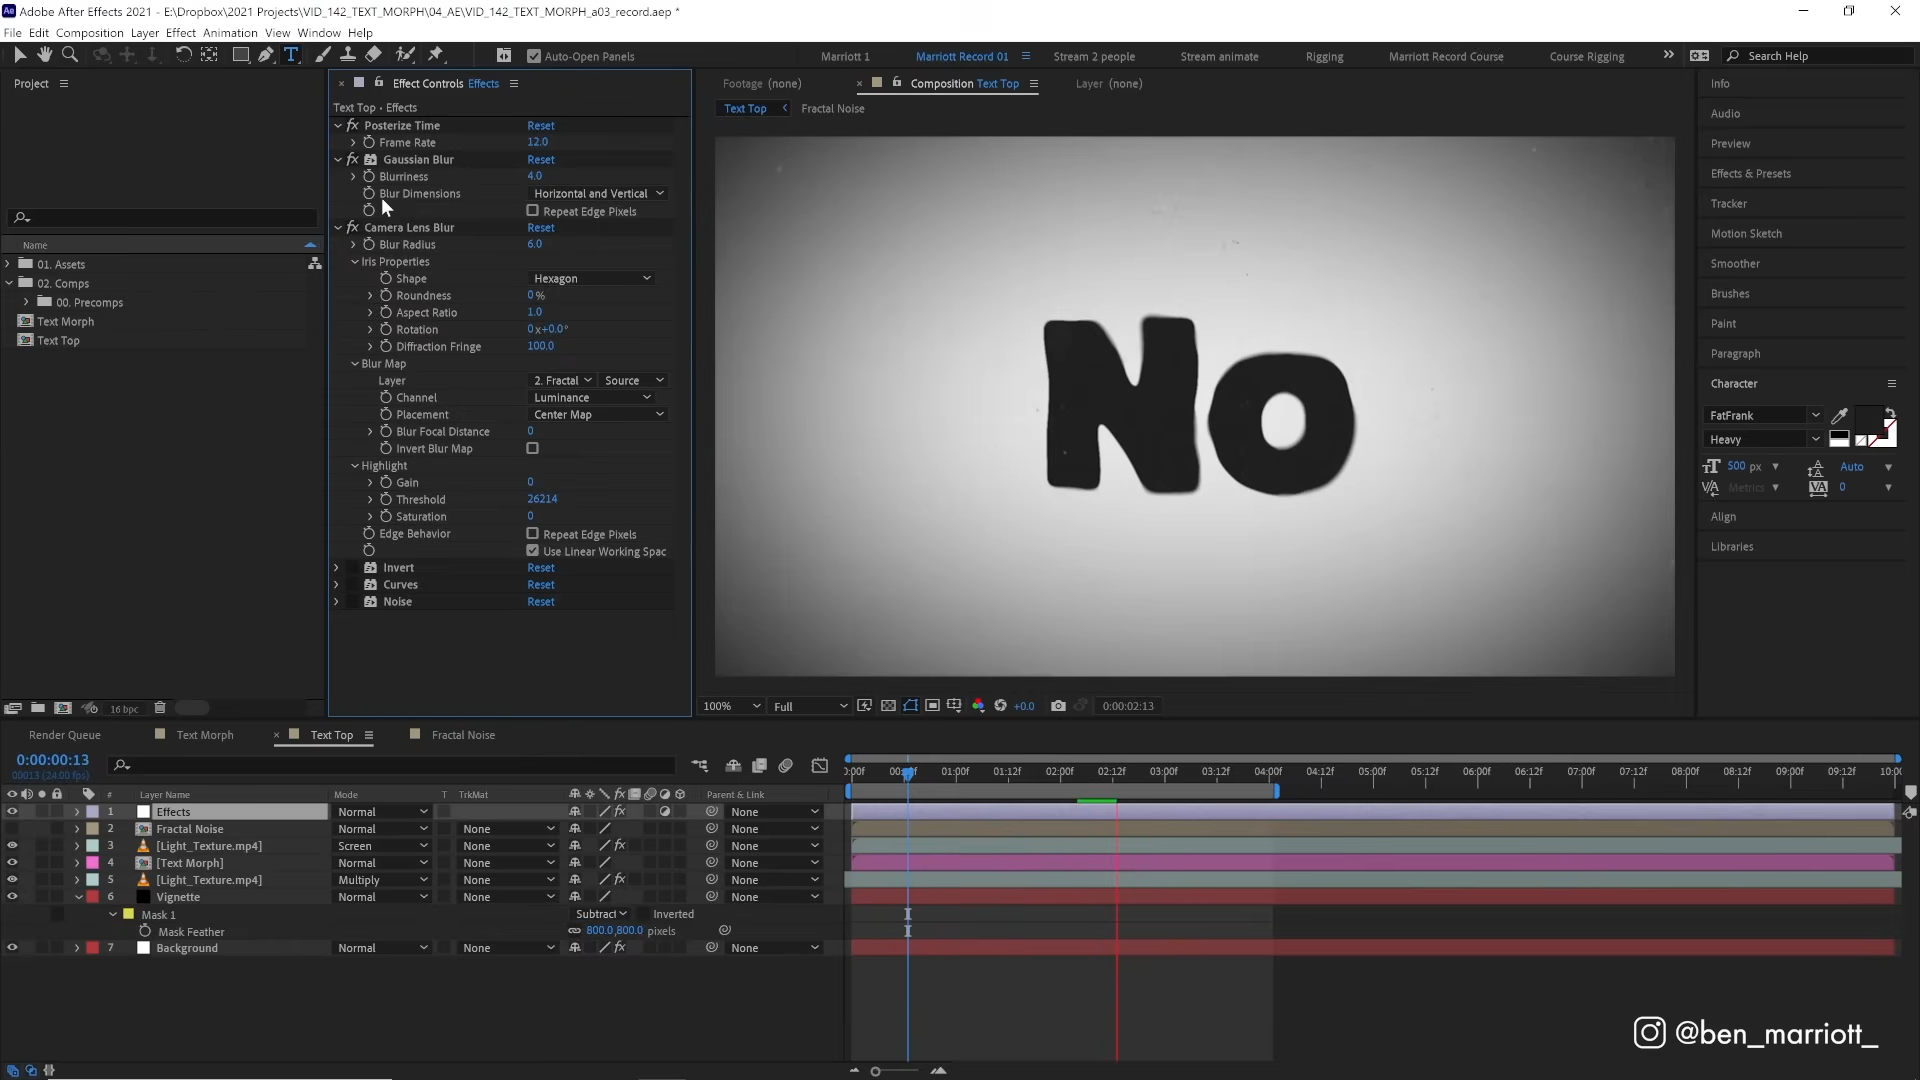 Adobe After Effects 2021 - E:\Dropbox\2021 Projects\VID_142_TEXT_MORPH\04_AE\VID_142_TEXT_MORPH_a03_record.aep *
File Edit Composition Layer Effect Animation View Window Help
Auto-Open Panels
Marriott 1 Marriott Record 01 Stream 2 people Stream animate Rigging Marriott Record Course Course Rigging Search Help
Project
Name
01. Assets
02. Comps
00. Precomps
Text Morph
Text Top
16 bpc
Effect Controls Effects
Text Top • Effects
Posterize Time Reset
Frame Rate 12.0
Gaussian Blur Reset
Blurriness 4.0
Blur Dimensions Horizontal and Vertical
Repeat Edge Pixels
Camera Lens Blur Reset
Blur Radius 6.0
Iris Properties
Shape Hexagon
Roundness 0 %
Aspect Ratio 1.0
Rotation 0x+0.0°
Diffraction Fringe 100.0
Blur Map
Layer 2. Fractal Source
Channel Luminance
Placement Center Map
Blur Focal Distance 0
Invert Blur Map
Highlight
Gain 0
Threshold 26214
Saturation 0
Edge Behavior Repeat Edge Pixels
Use Linear Working Spac
Invert Reset
Curves Reset
Noise Reset
Footage (none) Composition Text Top Layer (none)
Text Top Fractal Noise
No
100% Full +0.0 0:00:02:13
Info
Audio
Preview
Effects & Presets
Tracker
Motion Sketch
Smoother
Brushes
Paint
Paragraph
Character
FatFrank
Heavy
500 px Auto
Metrics 0
Align
Libraries
Render Queue Text Morph Text Top Fractal Noise
0:00:00:13
00013 (24.00 fps)
# Layer Name Mode T TrkMat Parent & Link
1 Effects Normal None
2 Fractal Noise Normal None None
3 [Light_Texture.mp4] Screen None None
4 [Text Morph] Normal None None
5 [Light_Texture.mp4] Multiply None None
6 Vignette Normal None None
Mask 1 Subtract Inverted
Mask Feather 800.0,800.0 pixels
7 Background Normal None None
01:00f 01:12f 02:00f 02:12f 03:00f 03:12f 04:00f 04:12f 05:00f 05:12f 06:00f 06:12f 07:00f 07:12f 08:00f 08:12f 09:00f 09:12f
@ben_marriott_